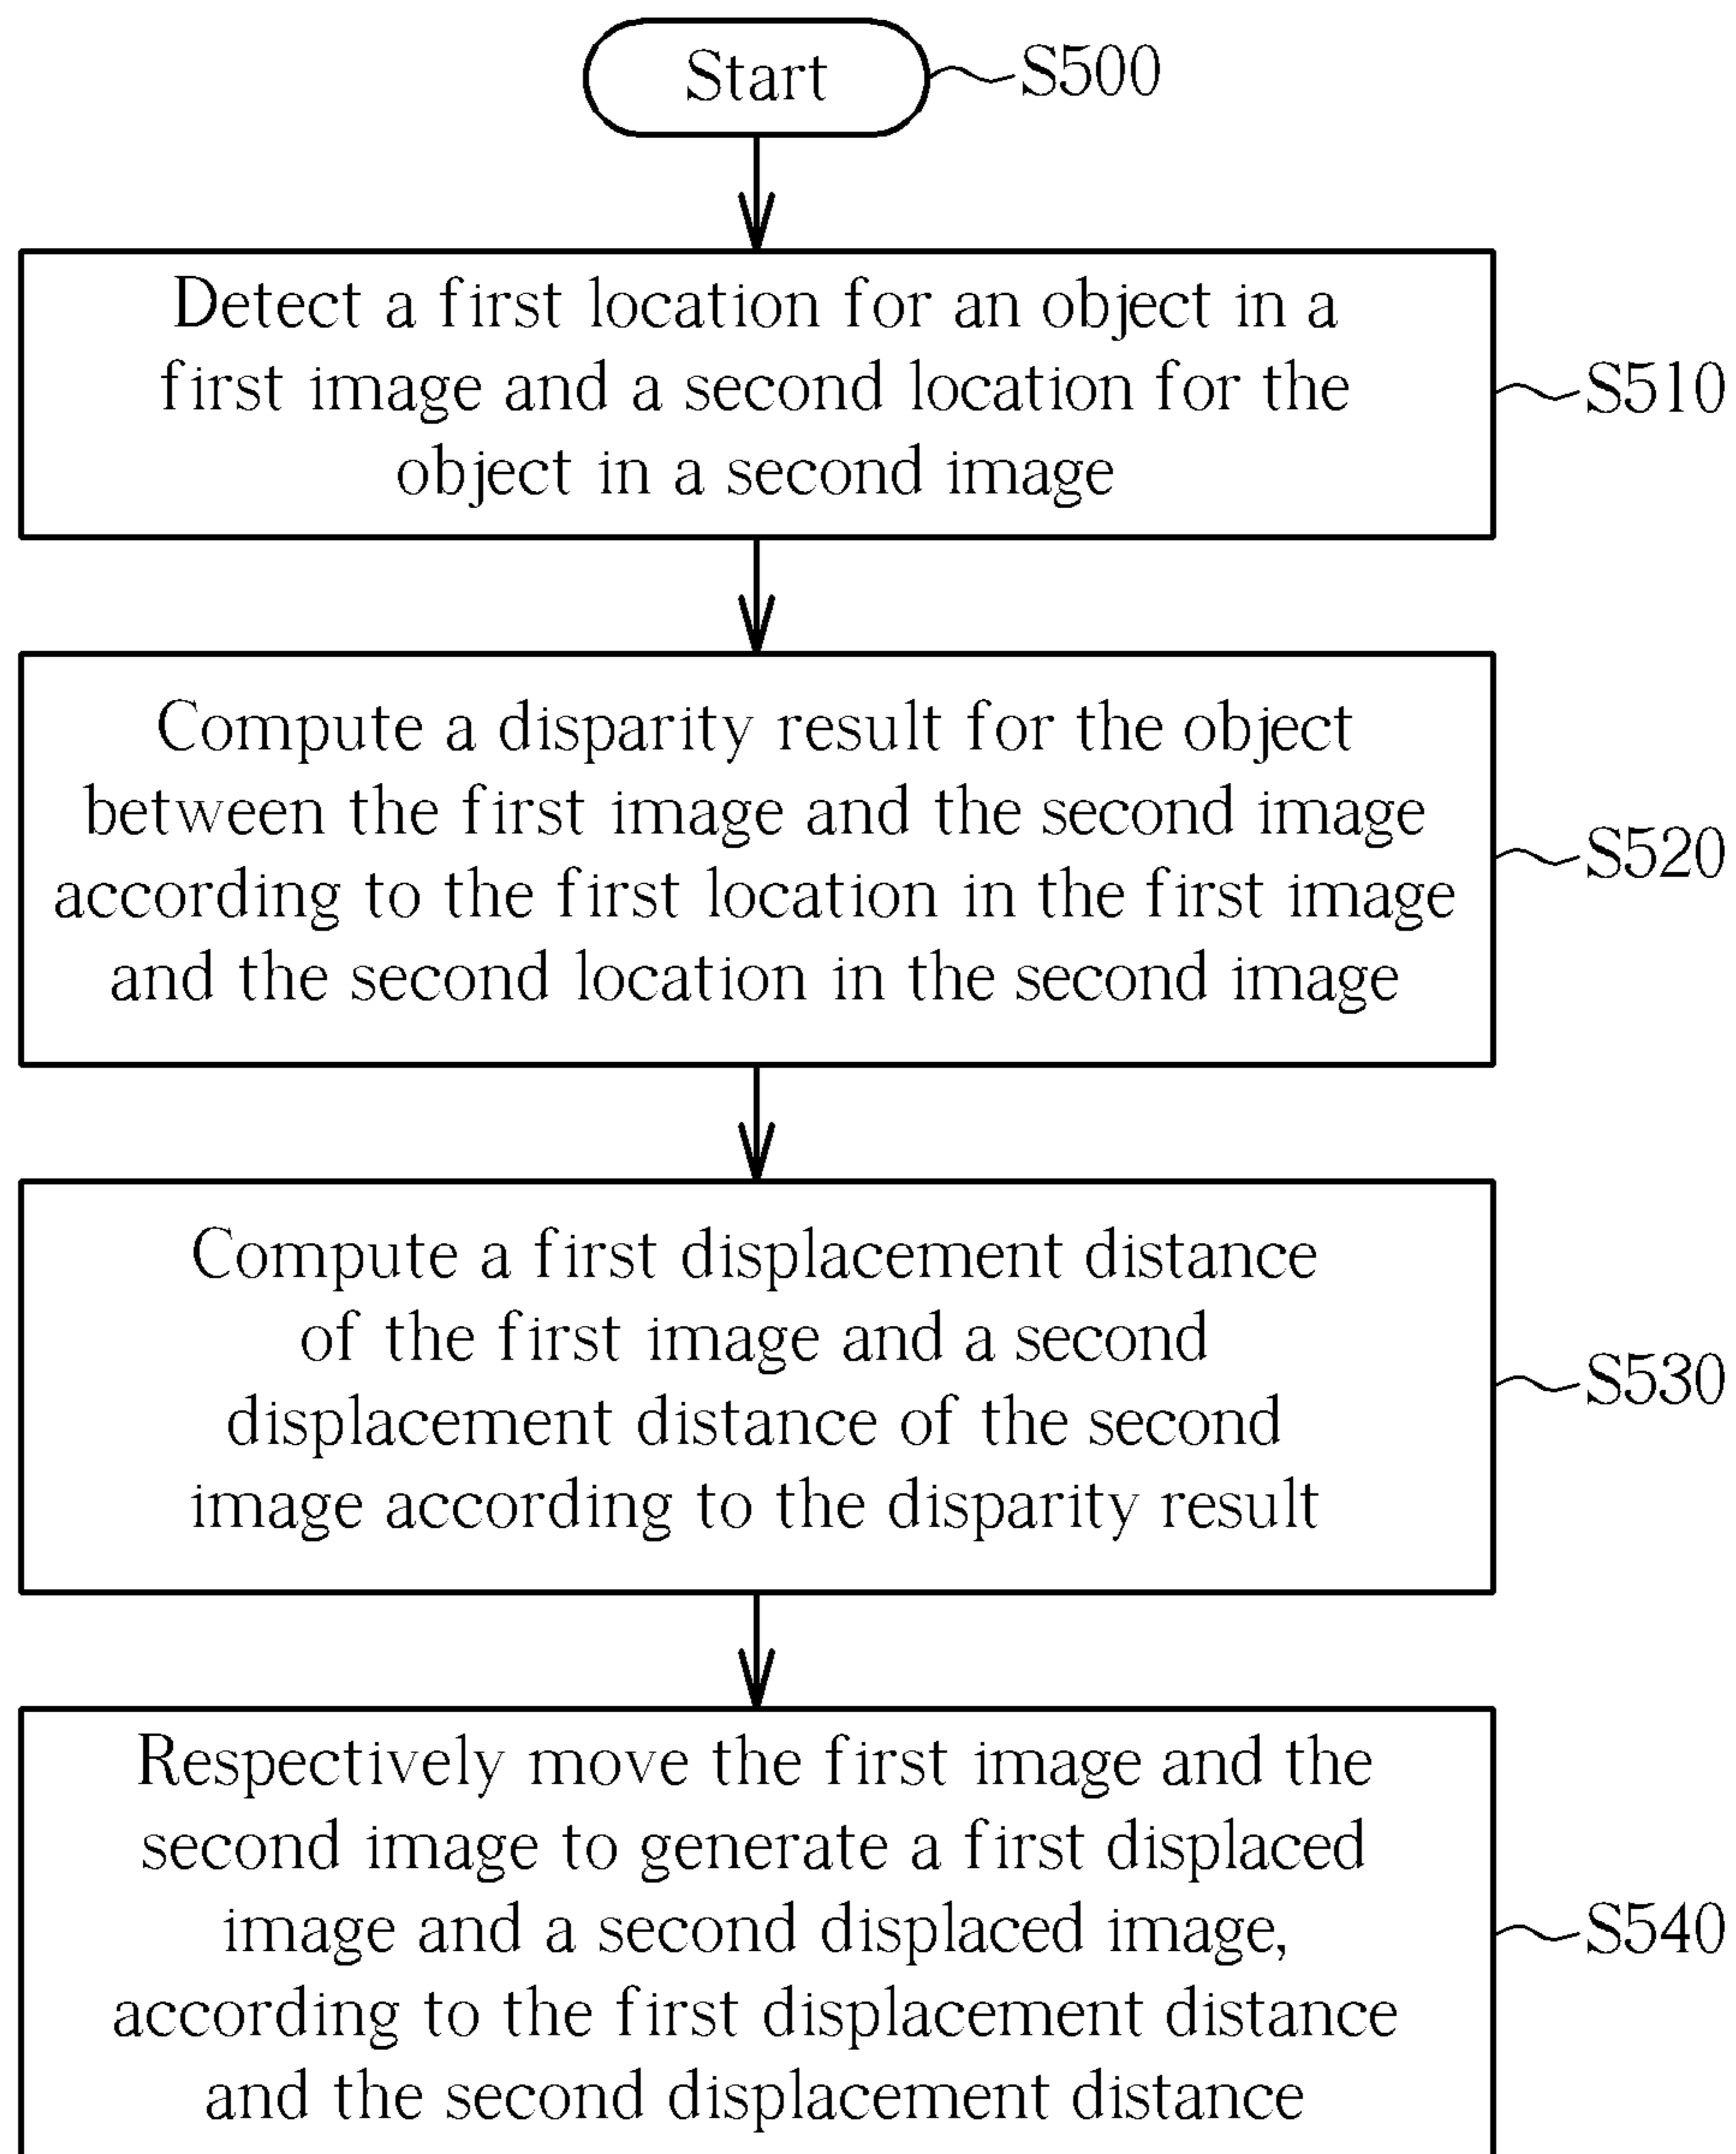 Start
S500
Detect a first location for an object in a
first image and a second location for the
object in a second image
S510
Compute a disparity result for the object
between the first image and the second image
according to the first location in the first image
and the second location in the second image
S520
Compute a first displacement distance
of the first image and a second
displacement distance of the second
image according to the disparity result
S530
Respectively move the first image and the
second image to generate a first displaced
image and a second displaced image,
according to the first displacement distance
and the second displacement distance
S540